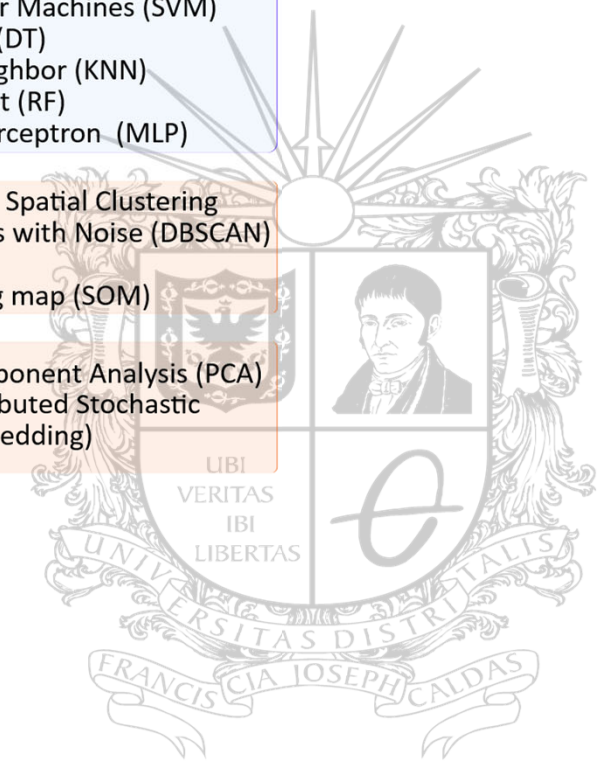 r Machines (SVM)
(DT)
ghbor (KNN)
t (RF)
rceptron (MLP)
Spatial Clustering
s with Noise (DBSCAN)
g map (SOM)
ponent Analysis (PCA)
buted Stochastic
edding)
UBI
VERITAS
IBI
LIBERTAS
UNIVERSITAS DISTRITALIS
FRANCISCIA JOSEPH CALDAS